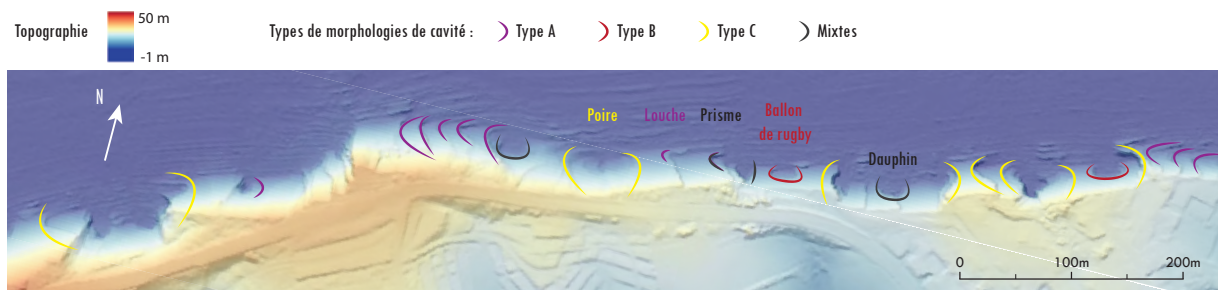 Topographie
50 m
-1 m
Types de morphologies de cavité :
Type A
Type B
Type C
Mixtes
N
Poire
Louche
Prisme
Ballon
de rugby
Dauphin
0
100m
200m